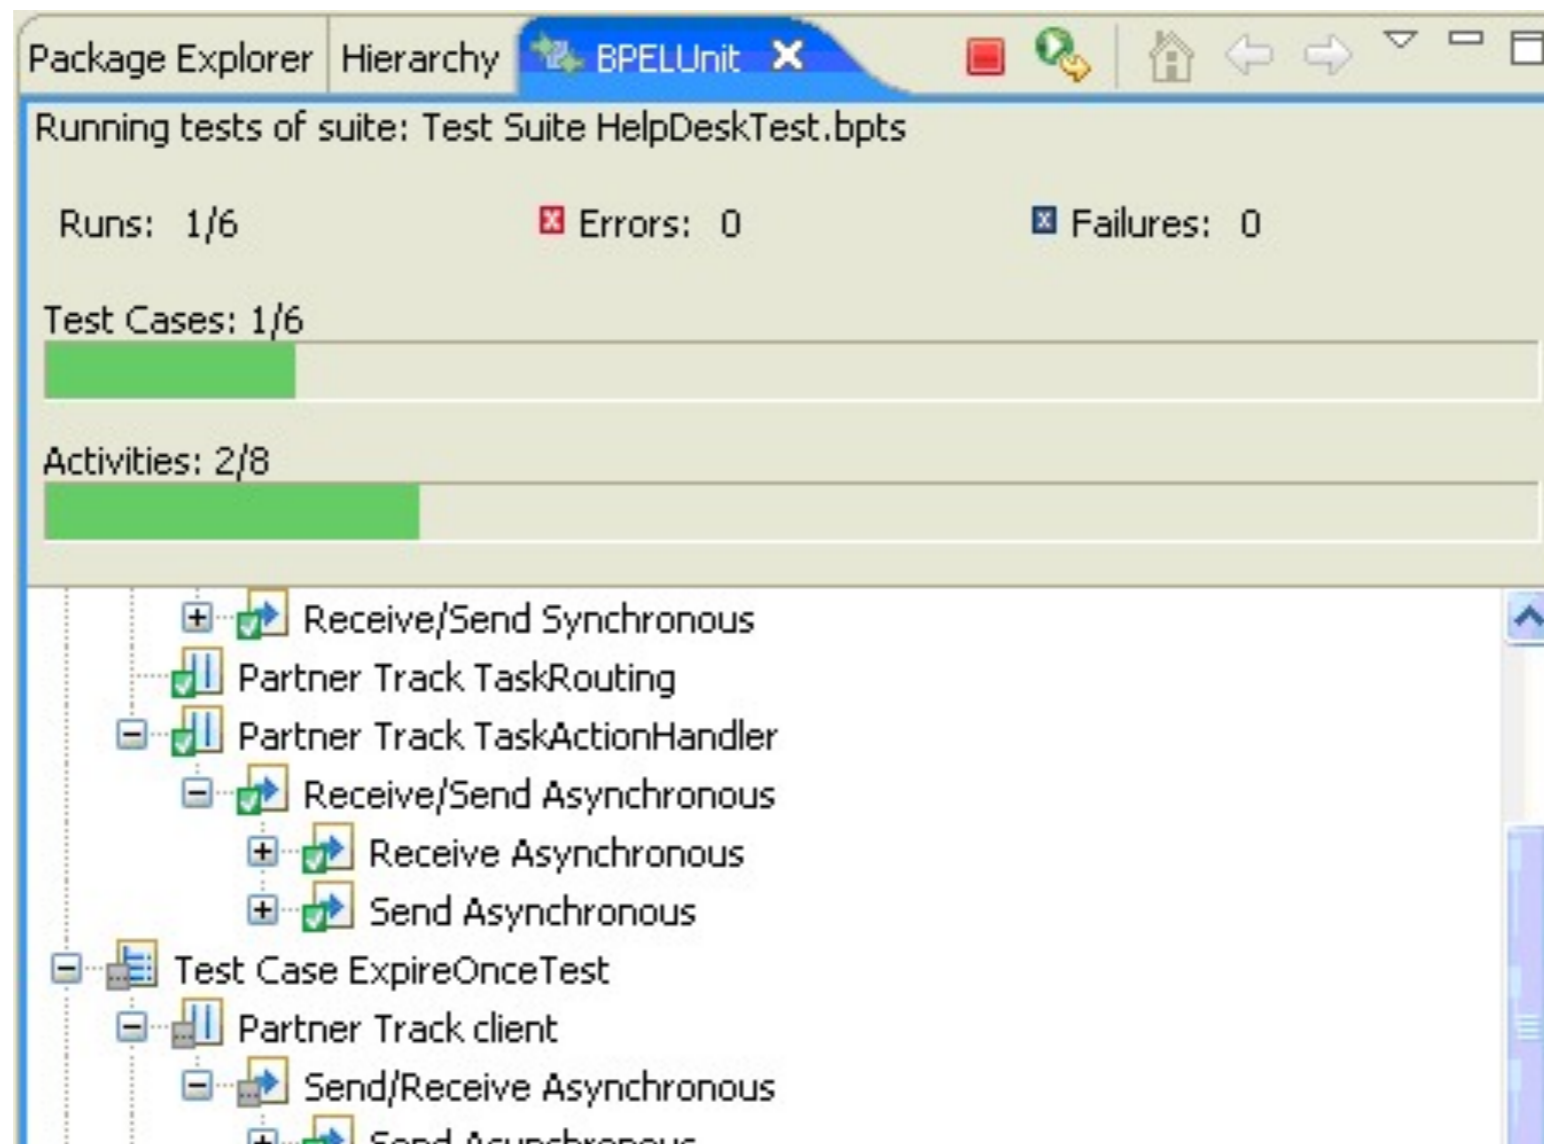 Package Explorer Hierarchy BPELUnit
Running tests of suite: Test Suite HelpDeskTest.bpts
Runs: 1/6 Errors: 0 Failures: 0
Test Cases: 1/6
Activities: 2/8
Receive/Send Synchronous
Partner Track TaskRouting
Partner Track TaskActionHandler
Receive/Send Asynchronous
Receive Asynchronous
Send Asynchronous
Test Case ExpireOnceTest
Partner Track client
Send/Receive Asynchronous
Send Asynchronous